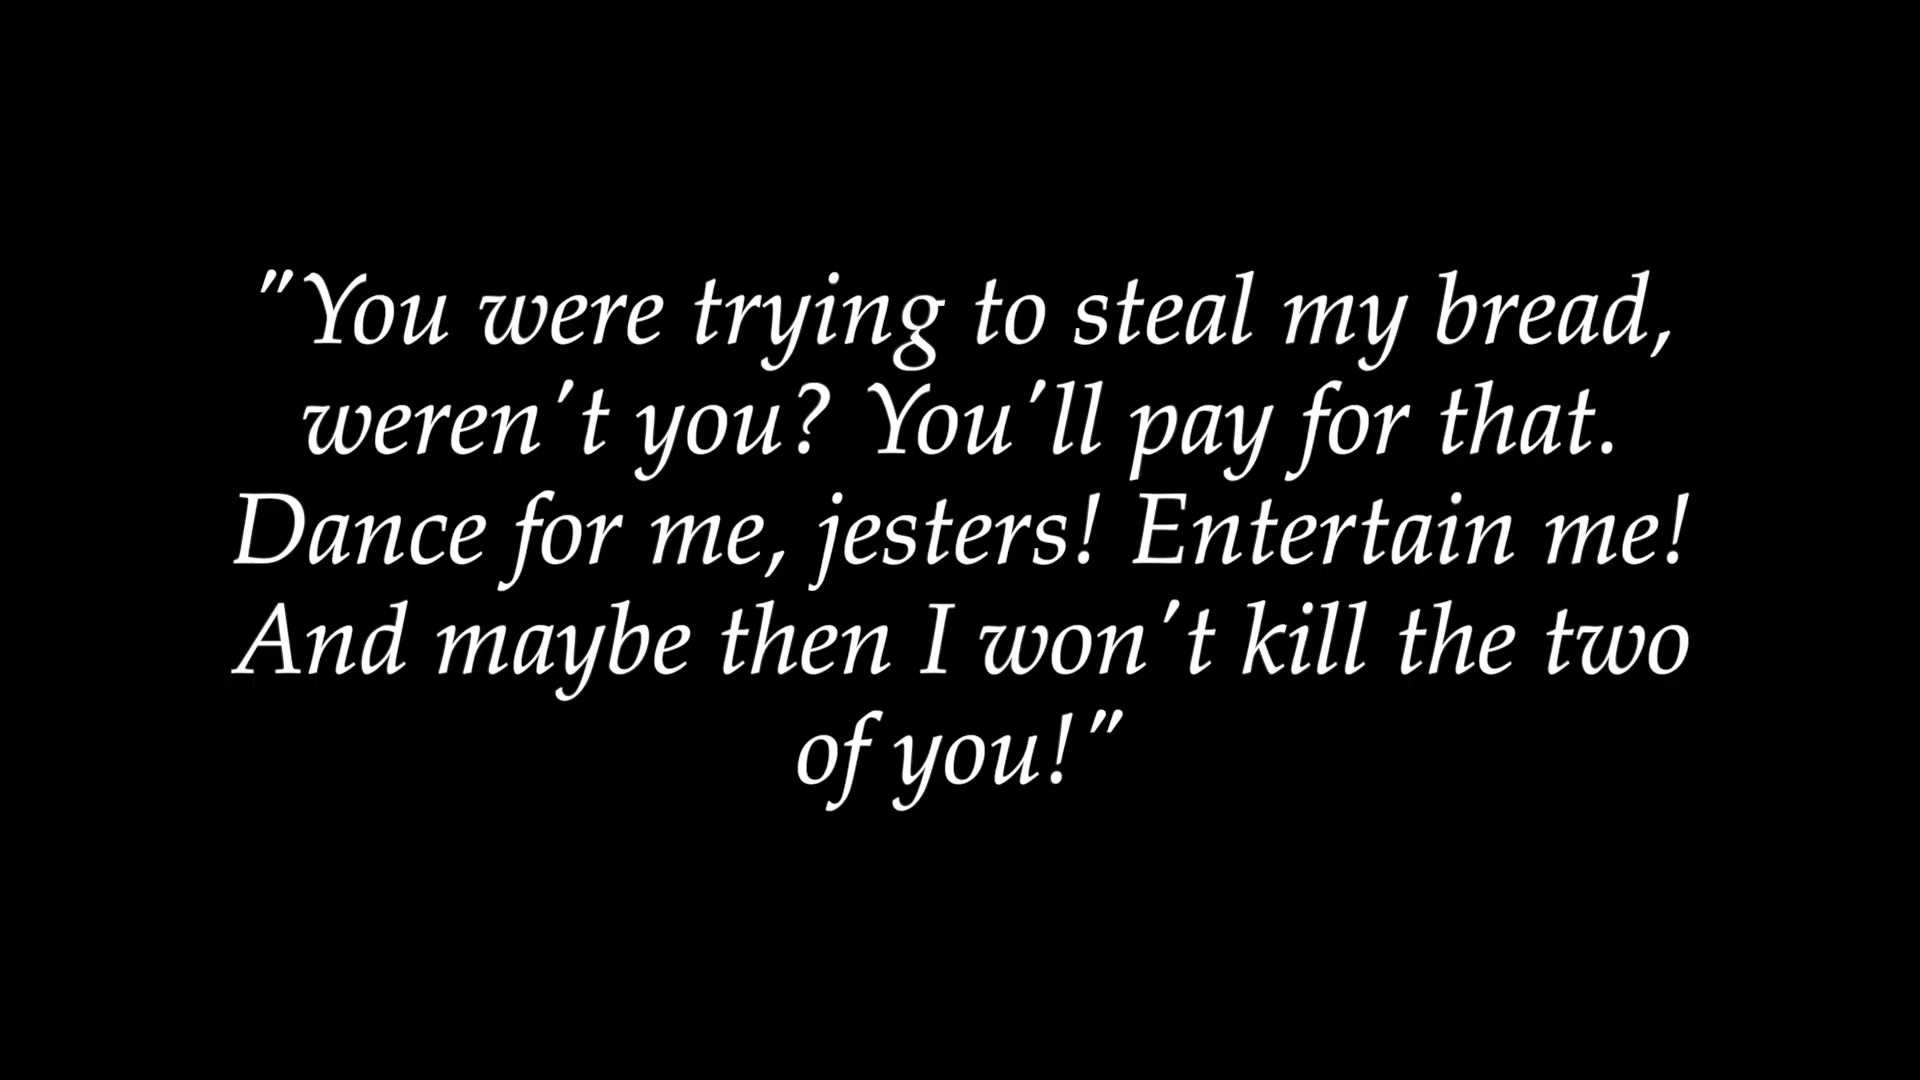 "You were trying to steal my bread,
weren't you? You'll pay for that.
Dance for me, jesters! Entertain me!
And maybe then I won't kill the two
of you!"